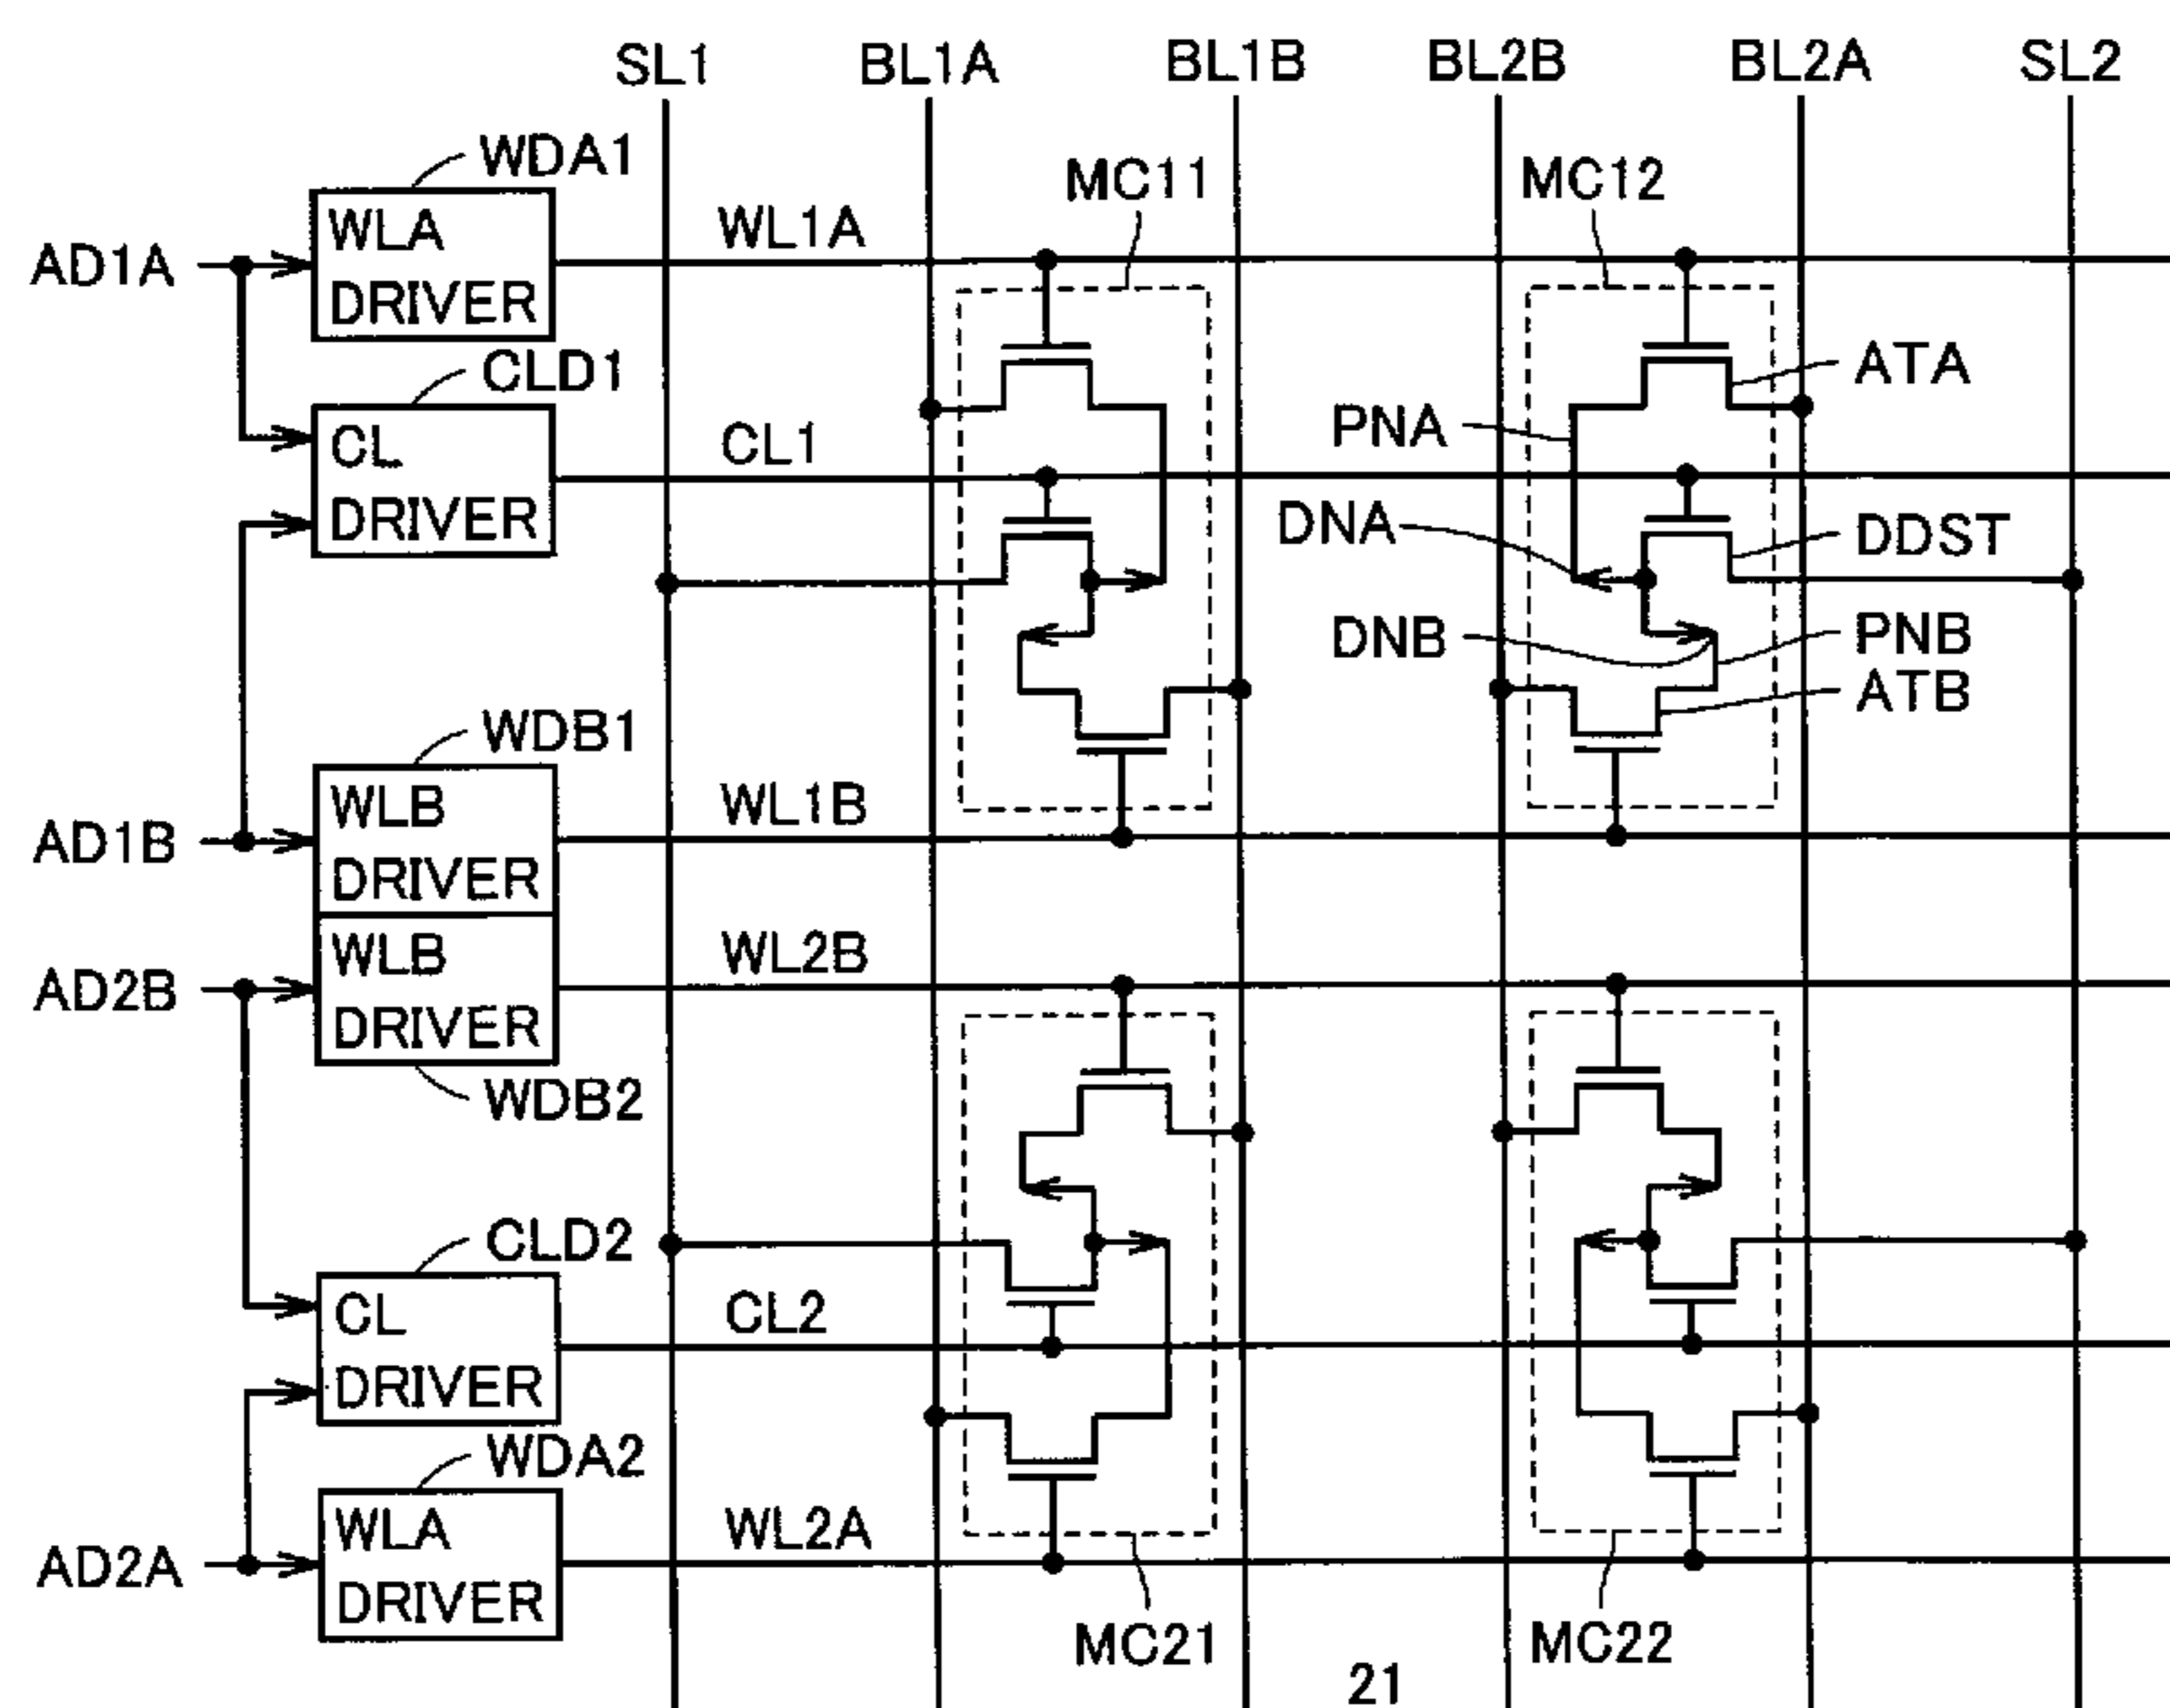 SL1
BL1A
BL1B
BL2B
BL2A
SL2
WDA1
MC11
MC12
WLA
DRIVER
WL1A
AD1A
CLD1
ATA
CL
DRIVER
CL1
PNA
DNA
DDST
DNB
PNB
ATB
WDB1
WLB
DRIVER
WL1B
AD1B
WLB
DRIVER
WL2B
AD2B
WDB2
CLD2
CL
DRIVER
CL2
WDA2
WLA
DRIVER
WL2A
AD2A
MC21
MC22
21